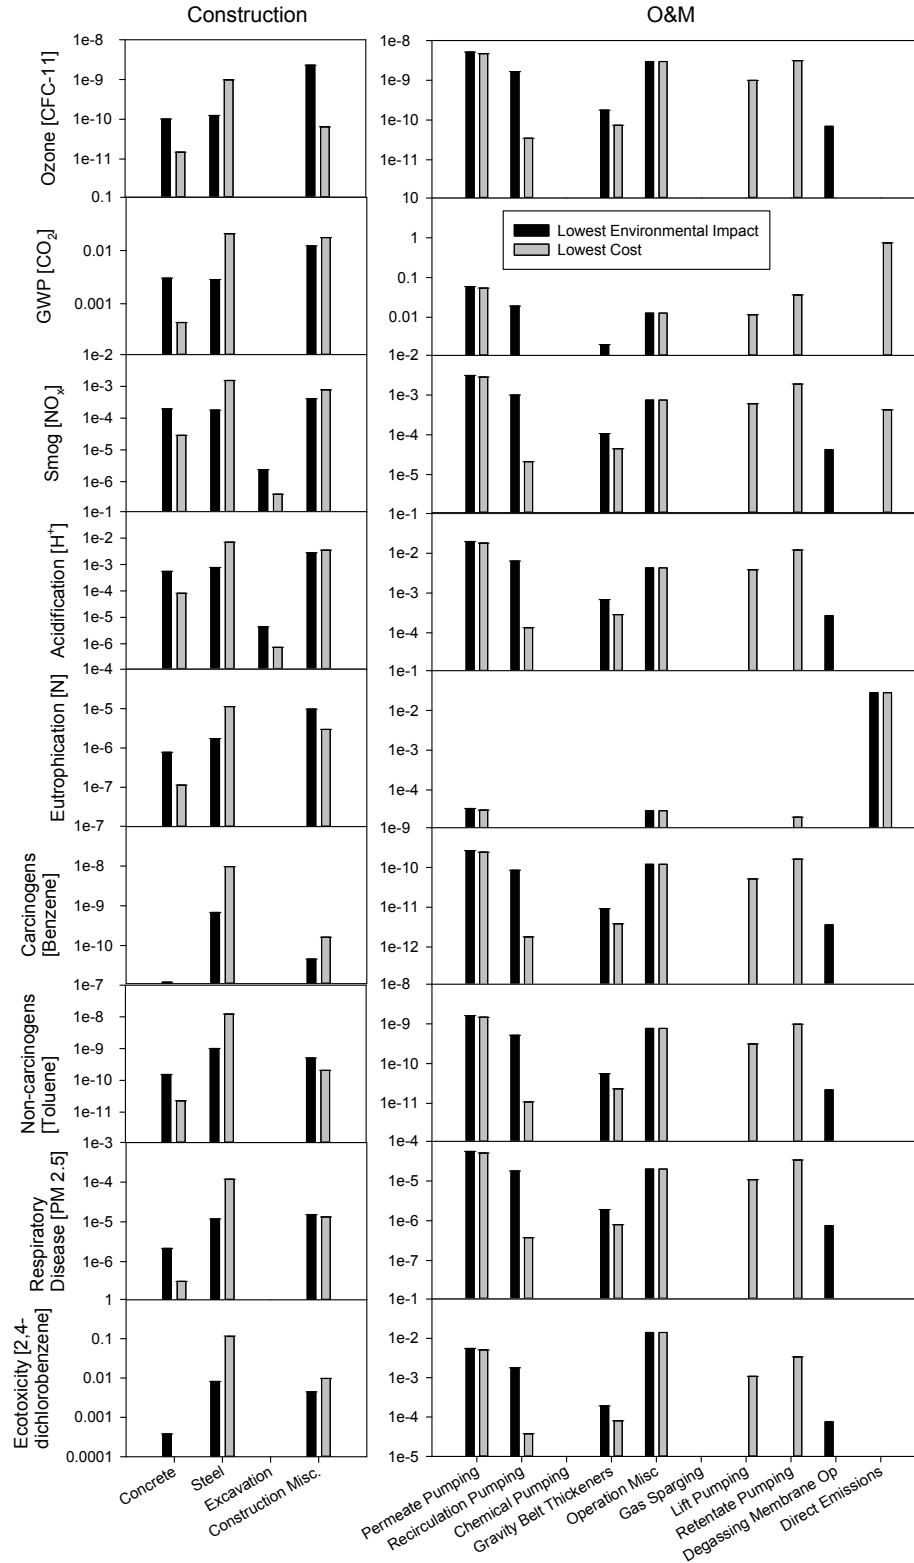 Construction
O&M
Ozone [CFC-11]
1e-8
1e-9
1e-10
1e-11
0.1
1e-8
1e-9
1e-10
1e-11
10
GWP [CO2]
0.01
0.001
1e-2
1
0.1
0.01
1e-2
Lowest Environmental Impact
Lowest Cost
Smog [NOx]
1e-3
1e-4
1e-5
1e-6
1e-1
1e-3
1e-4
1e-5
1e-1
Acidification [H+]
1e-2
1e-3
1e-4
1e-5
1e-6
1e-4
1e-2
1e-3
1e-4
1e-1
Eutrophication [N]
1e-5
1e-6
1e-7
1e-7
1e-2
1e-3
1e-4
1e-9
Carcinogens
[Benzene]
1e-8
1e-9
1e-10
1e-7
1e-10
1e-11
1e-12
1e-8
Non-carcinogens
[Toluene]
1e-8
1e-9
1e-10
1e-11
1e-3
1e-9
1e-10
1e-11
1e-4
Respiratory
Disease [PM 2.5]
1e-4
1e-5
1e-6
1
1e-5
1e-6
1e-7
1e-1
Ecotoxicity [2,4-
dichlorobenzene]
0.1
0.01
0.001
0.0001
1e-2
1e-3
1e-4
1e-5
Concrete
Steel
Excavation
Construction Misc.
Permeate Pumping
Recirculation Pumping
Chemical Pumping
Gravity Belt Thickeners
Operation Misc
Gas Sparging
Lift Pumping
Retentate Pumping
Degassing Membrane Op
Direct Emissions